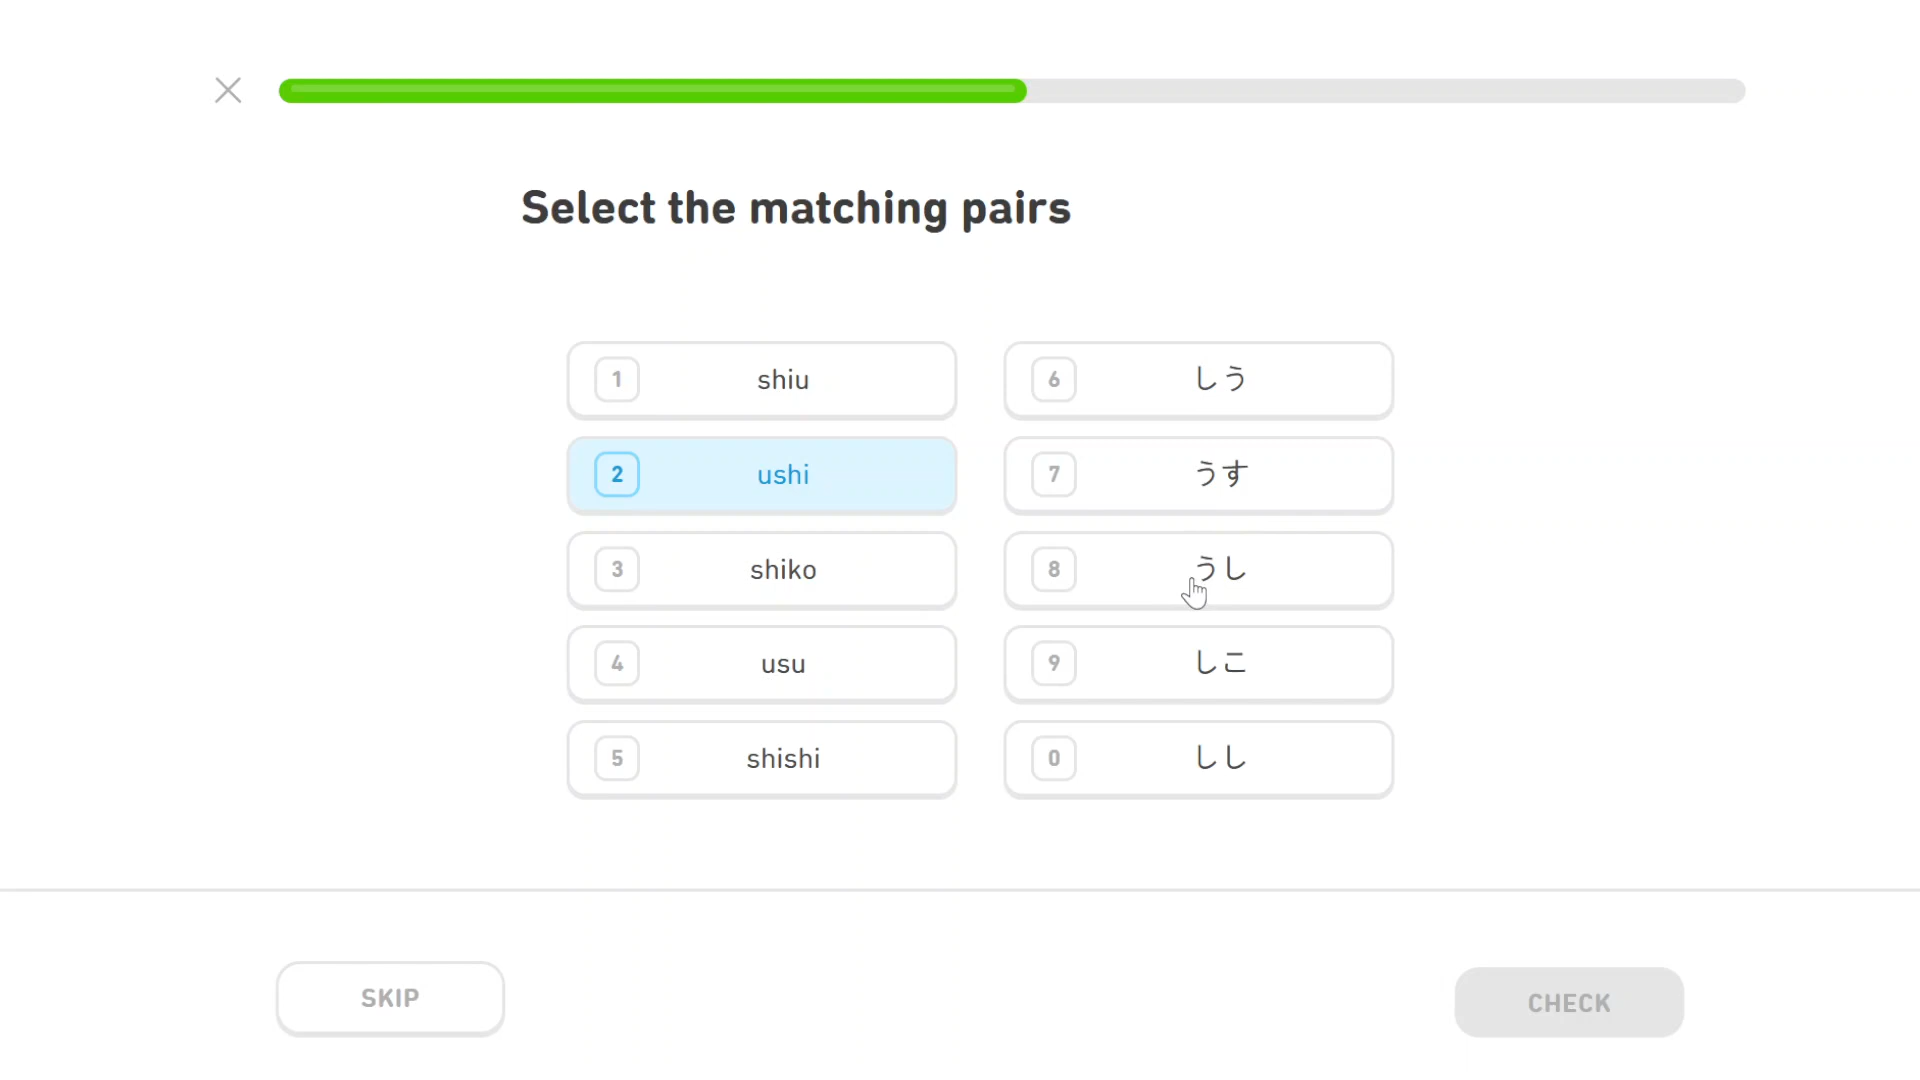 Select the matching pairs
1 shiu
6 しう
2 ushi
7 うす
3 shiko
8 うし
4 usu
9 しこ
5 shishi
0 しし
SKIP
CHECK